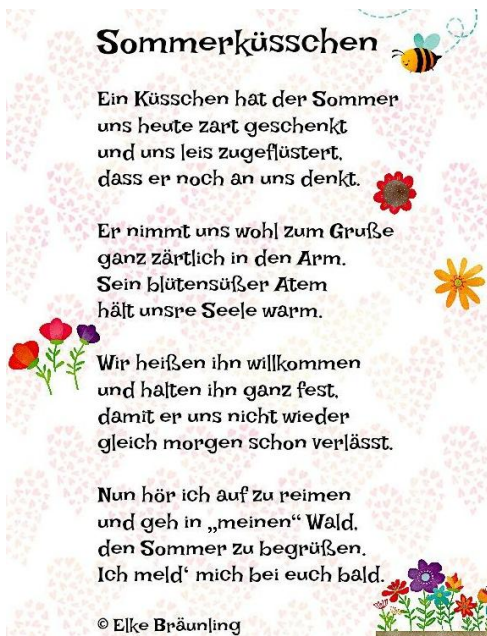 Sommerküsschen
Ein Küsschen hat der Sommer
uns heute zart geschenkt
und uns leis zugeflüstert,
dass er noch an uns denkt.
Er nimmt uns wohl zum Gruße
ganz zärtlich in den Arm.
Sein blütensüßer Atem
hält unsre Seele warm.
Wir heißen ihn willkommen
und halten ihn ganz fest,
damit er uns nicht wieder
gleich morgen schon verlässt.
Nun hör ich auf zu reimen
und geh in „meinen“ Wald,
den Sommer zu begrüßen.
Ich meld‘ mich bei euch bald.
© Elke Bräunling